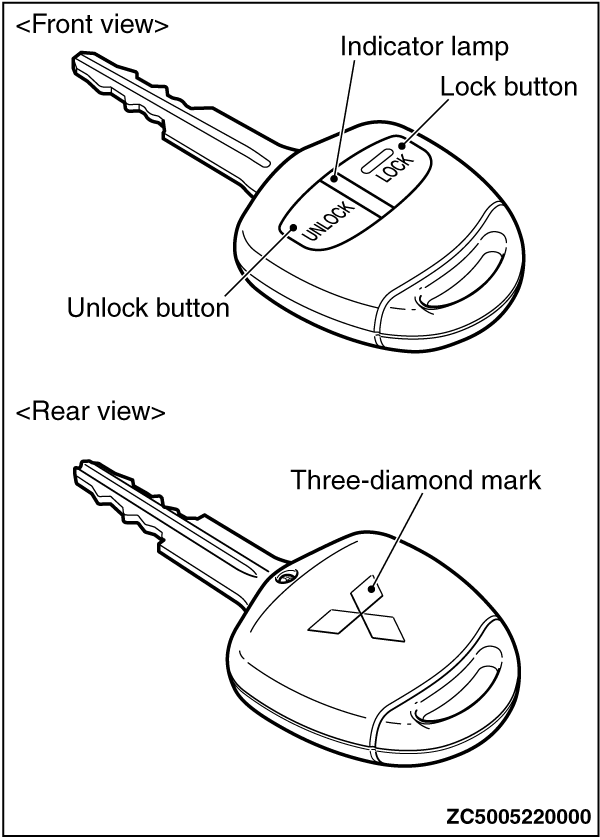 <Front view>
Indicator lamp
Lock button
LOCK
UNLOCK
Unlock button
<Rear view>
Three-diamond mark
ZC5005220000